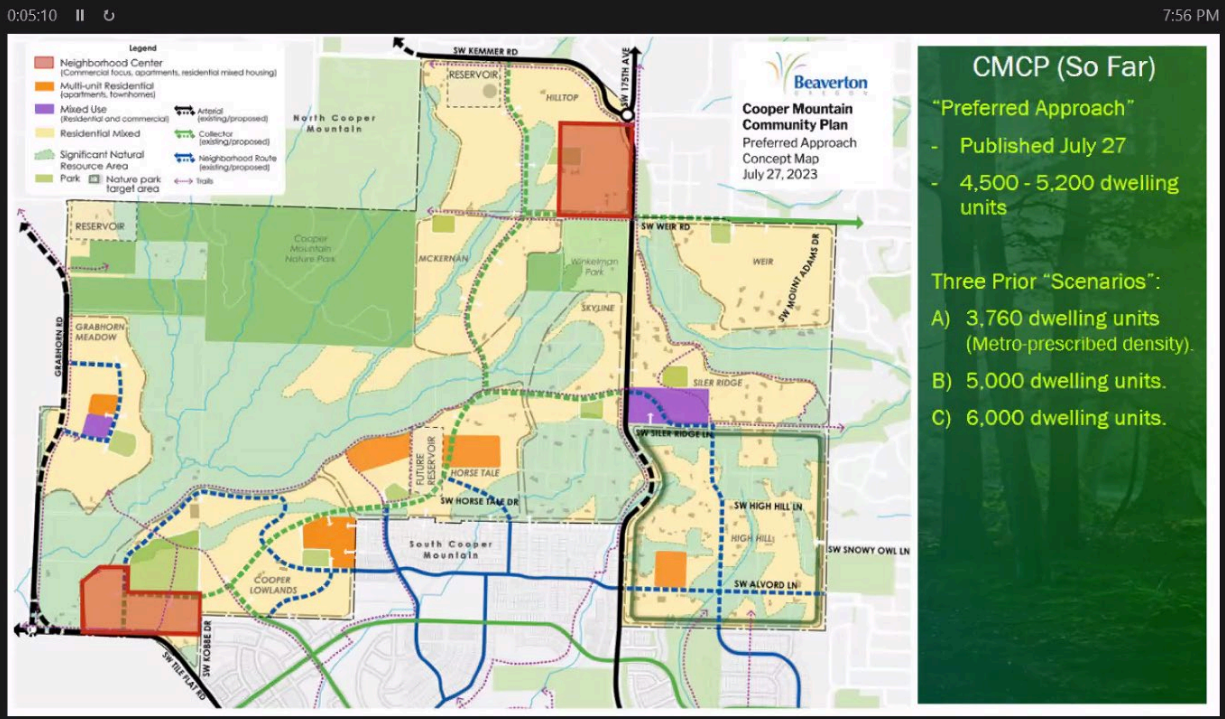 0:05:10
7:56 PM
Legend
Neighborhood Center
(Commercial focus, apartments, residential mixed housing)
Multi-unit Residential
(apartments, townhomes)
Mixed Use
(Residential and commercial)
Residential Mixed
Significant Natural
Resource Area
Park
Nature park
target area
Arterial
(existing/proposed)
Collector
(existing/proposed)
Neighborhood Route
(existing/proposed)
Trails
SW KEMMER RD
SW 175TH AVE
RESERVOIR
HILLTOP
North Cooper
Mountain
Beaverton
OREGON
Cooper Mountain
Community Plan
Preferred Approach
Concept Map
July 27, 2023
RESERVOIR
Cooper
Mountain
Nature Park
MCKERNAN
Winkelman
Park
SW WEIR RD
WEIR
SW MOUNT ADAMS DR
SKYLINE
GRABHORN RD
GRABHORN
MEADOW
SILER RIDGE
SW SILER RIDGE LN
FUTURE
RESERVOIR
HORSE TALE
SW HORSE TALE DR
SW HIGH HILL LN
HIGH HILL
SW SNOWY OWL LN
South Cooper
Mountain
COOPER
LOWLANDS
SW ALVORD LN
SW KOBBE DR
SW TILE FLAT RD
CMCP (So Far)
“Preferred Approach”
- Published July 27
- 4,500 - 5,200 dwelling
units
Three Prior “Scenarios”:
A) 3,760 dwelling units
(Metro-prescribed density).
B) 5,000 dwelling units.
C) 6,000 dwelling units.